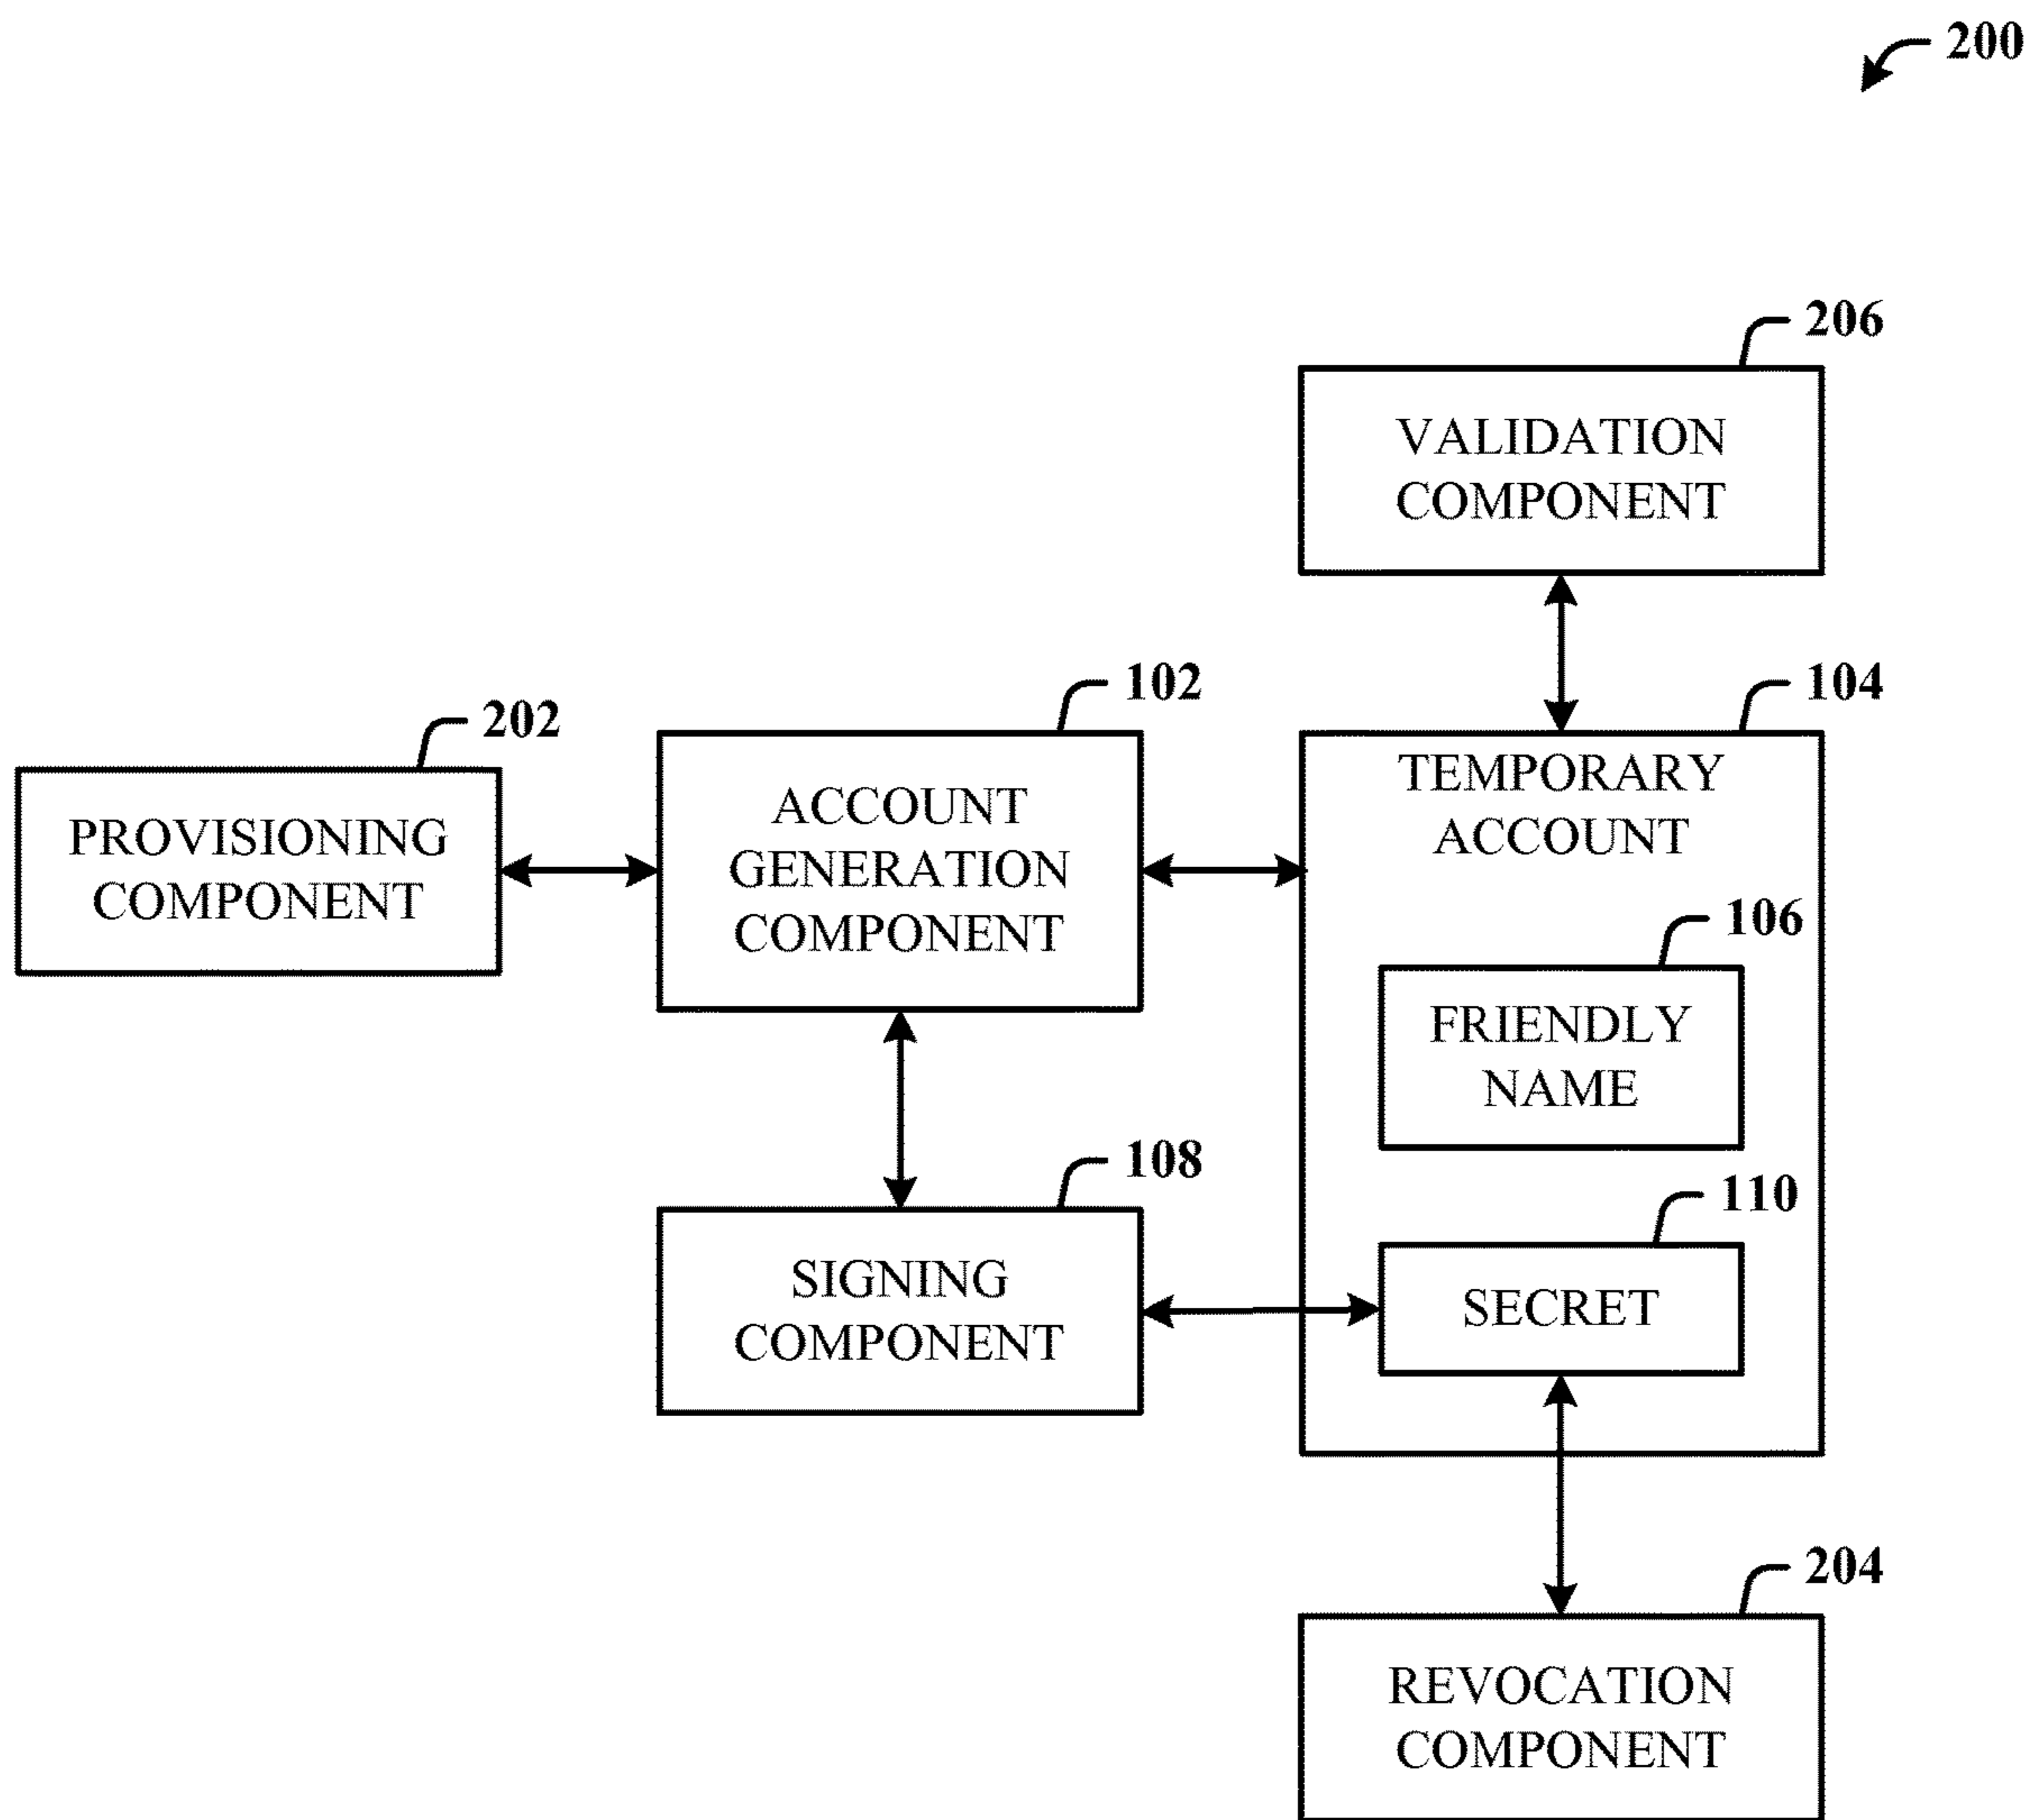 200
206
VALIDATION
COMPONENT
202
102
104
PROVISIONING
COMPONENT
ACCOUNT
GENERATION
COMPONENT
TEMPORARY
ACCOUNT
106
FRIENDLY
NAME
108
110
SIGNING
COMPONENT
SECRET
204
REVOCATION
COMPONENT